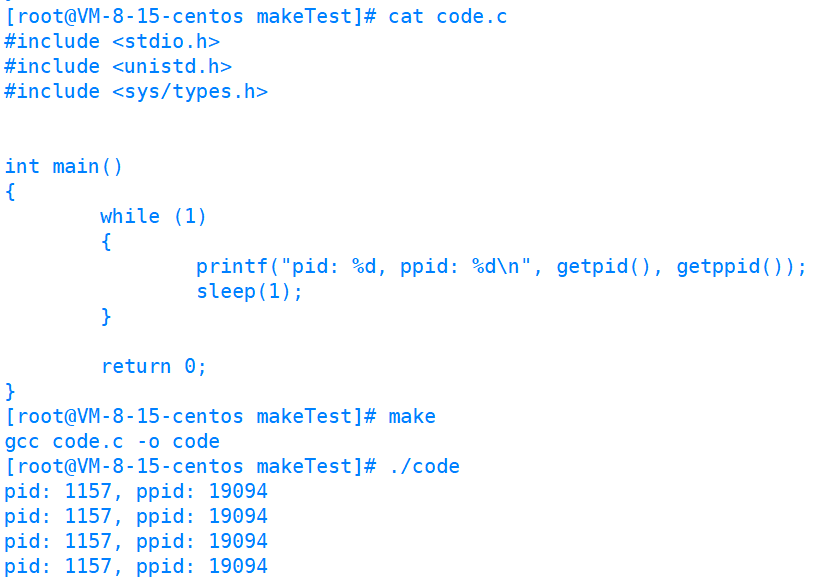 [root@VM-8-15-centos makeTest]# cat code.c
#include <stdio.h>
#include <unistd.h>
#include <sys/types.h>
int main()
{
        while (1)
        {
                printf("pid: %d, ppid: %d\n", getpid(), getppid());
                sleep(1);
        }
        return 0;
}
[root@VM-8-15-centos makeTest]# make
gcc code.c -o code
[root@VM-8-15-centos makeTest]# ./code
pid: 1157, ppid: 19094
pid: 1157, ppid: 19094
pid: 1157, ppid: 19094
pid: 1157, ppid: 19094